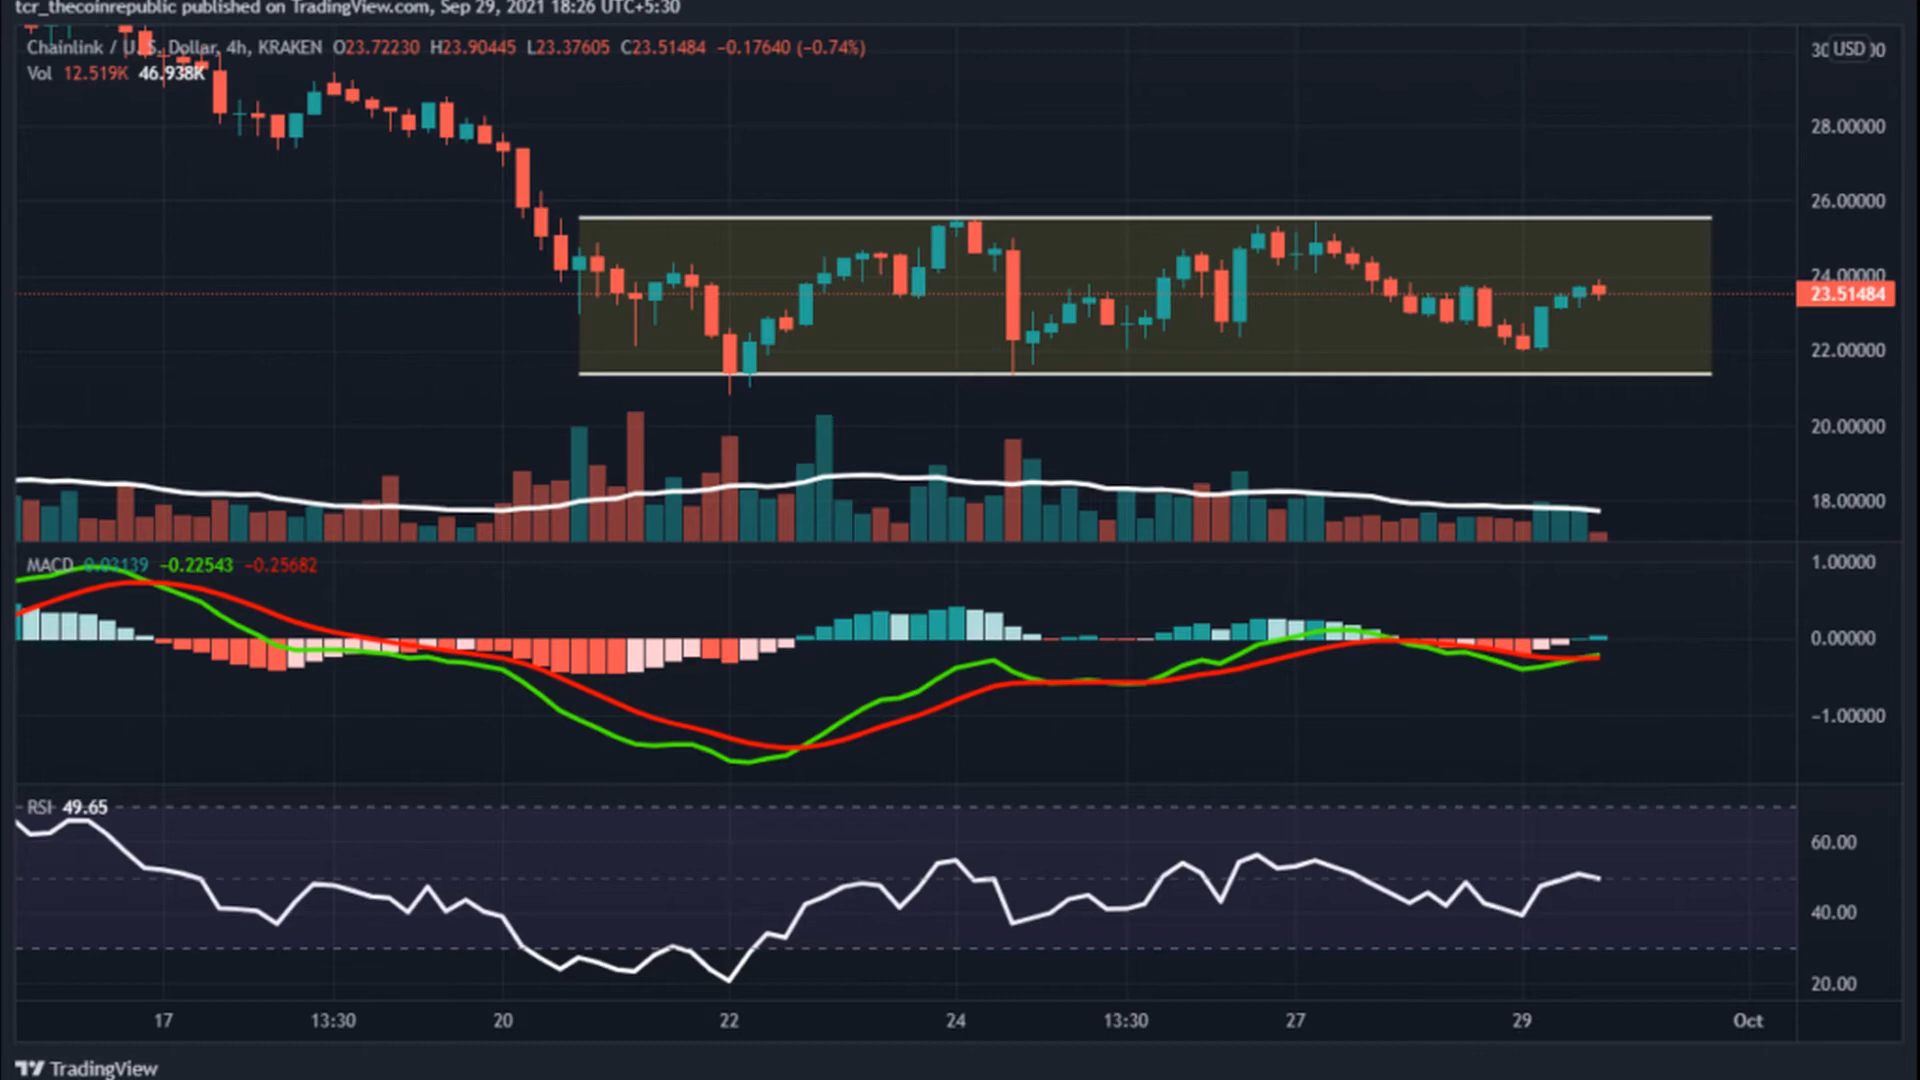 tcr_thecoinrepublic published on TradingView.com, Sep 29, 2021 18:26 UTC+5:30
Chainlink / U.S. Dollar, 4h, KRAKEN O23.72230 H23.90445 L23.37605 C23.51484 −0.17640 (−0.74%)
Vol 12.519K 46.938K
USD
28.00000
26.00000
24.00000
23.51484
22.00000
20.00000
18.00000
MACD 0.03139 −0.22543 −0.25682
1.00000
0.00000
−1.00000
RSI 49.65
60.00
40.00
20.00
17 13:30 20 22 24 13:30 27 29 Oct
TradingView